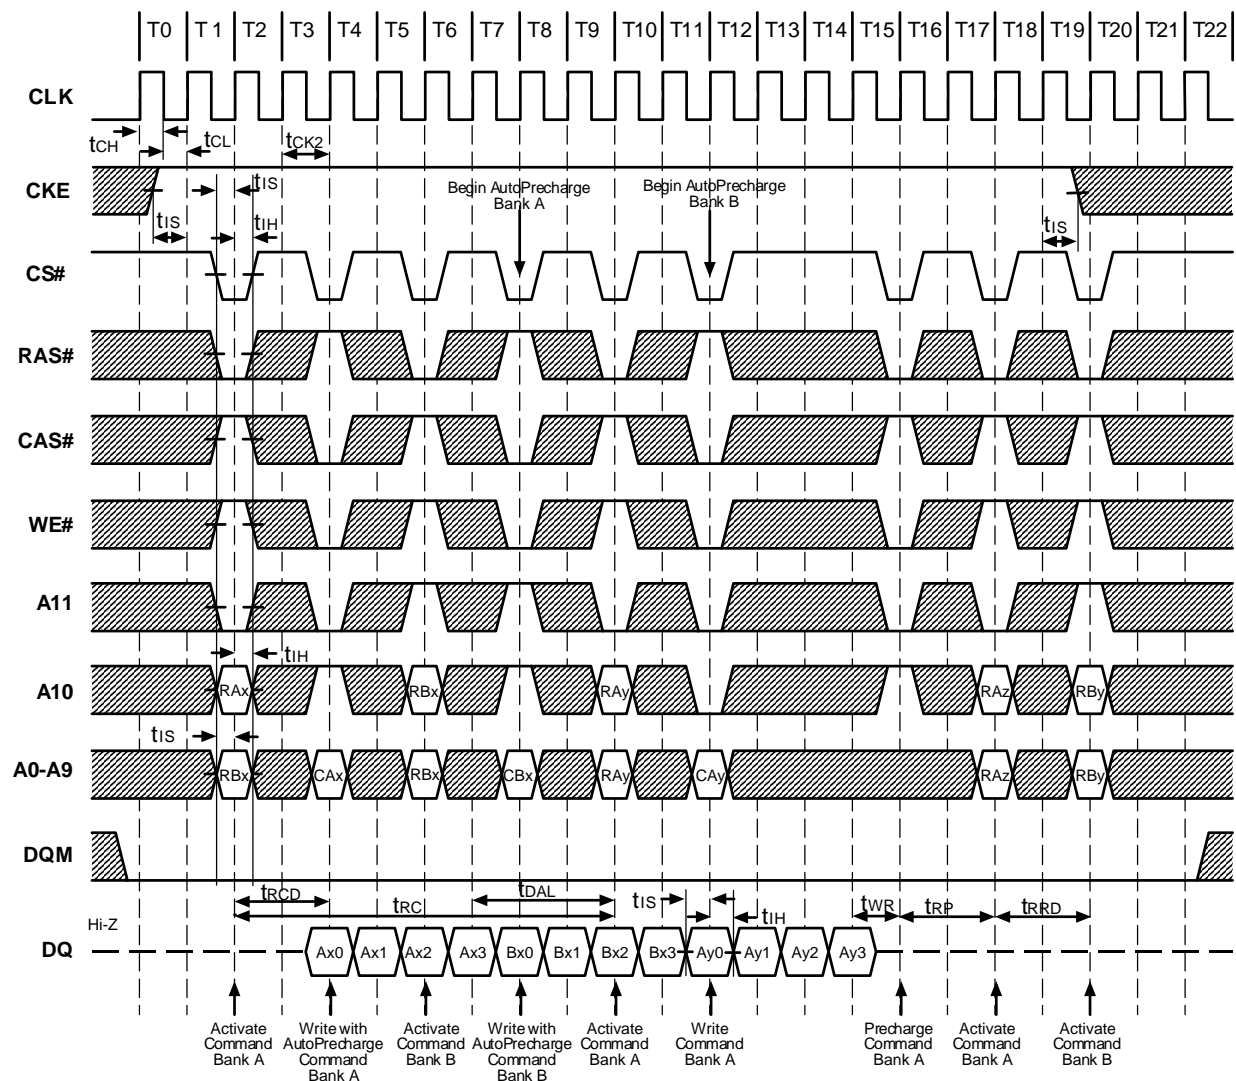 T0 T1 T2 T3 T4 T5 T6 T7 T8 T9 T10 T11 T12 T13 T14 T15 T16 T17 T18 T19 T20 T21 T22
CLK
tCH tCL tCK2
CKE
tIS
Begin AutoPrecharge
Bank A
Begin AutoPrecharge
Bank B
tIS tIH tIS
CS#
RAS#
CAS#
WE#
A11
tIH
A10
RAx RBx RAy RAz RBy
tIS
A0-A9
RBx CAx RBx CBx RAy CAy RAz RBy
DQM
tRCD tDAL tIS tWR tRP tRRD
tRC tIH
Hi-Z
DQ
Ax0 Ax1 Ax2 Ax3 Bx0 Bx1 Bx2 Bx3 Ay0 Ay1 Ay2 Ay3
Activate
Command
Bank A
Write with
AutoPrecharge
Command
Bank A
Activate
Command
Bank B
Write with
AutoPrecharge
Command
Bank B
Activate
Command
Bank A
Write
Command
Bank A
Precharge
Command
Bank A
Activate
Command
Bank A
Activate
Command
Bank B